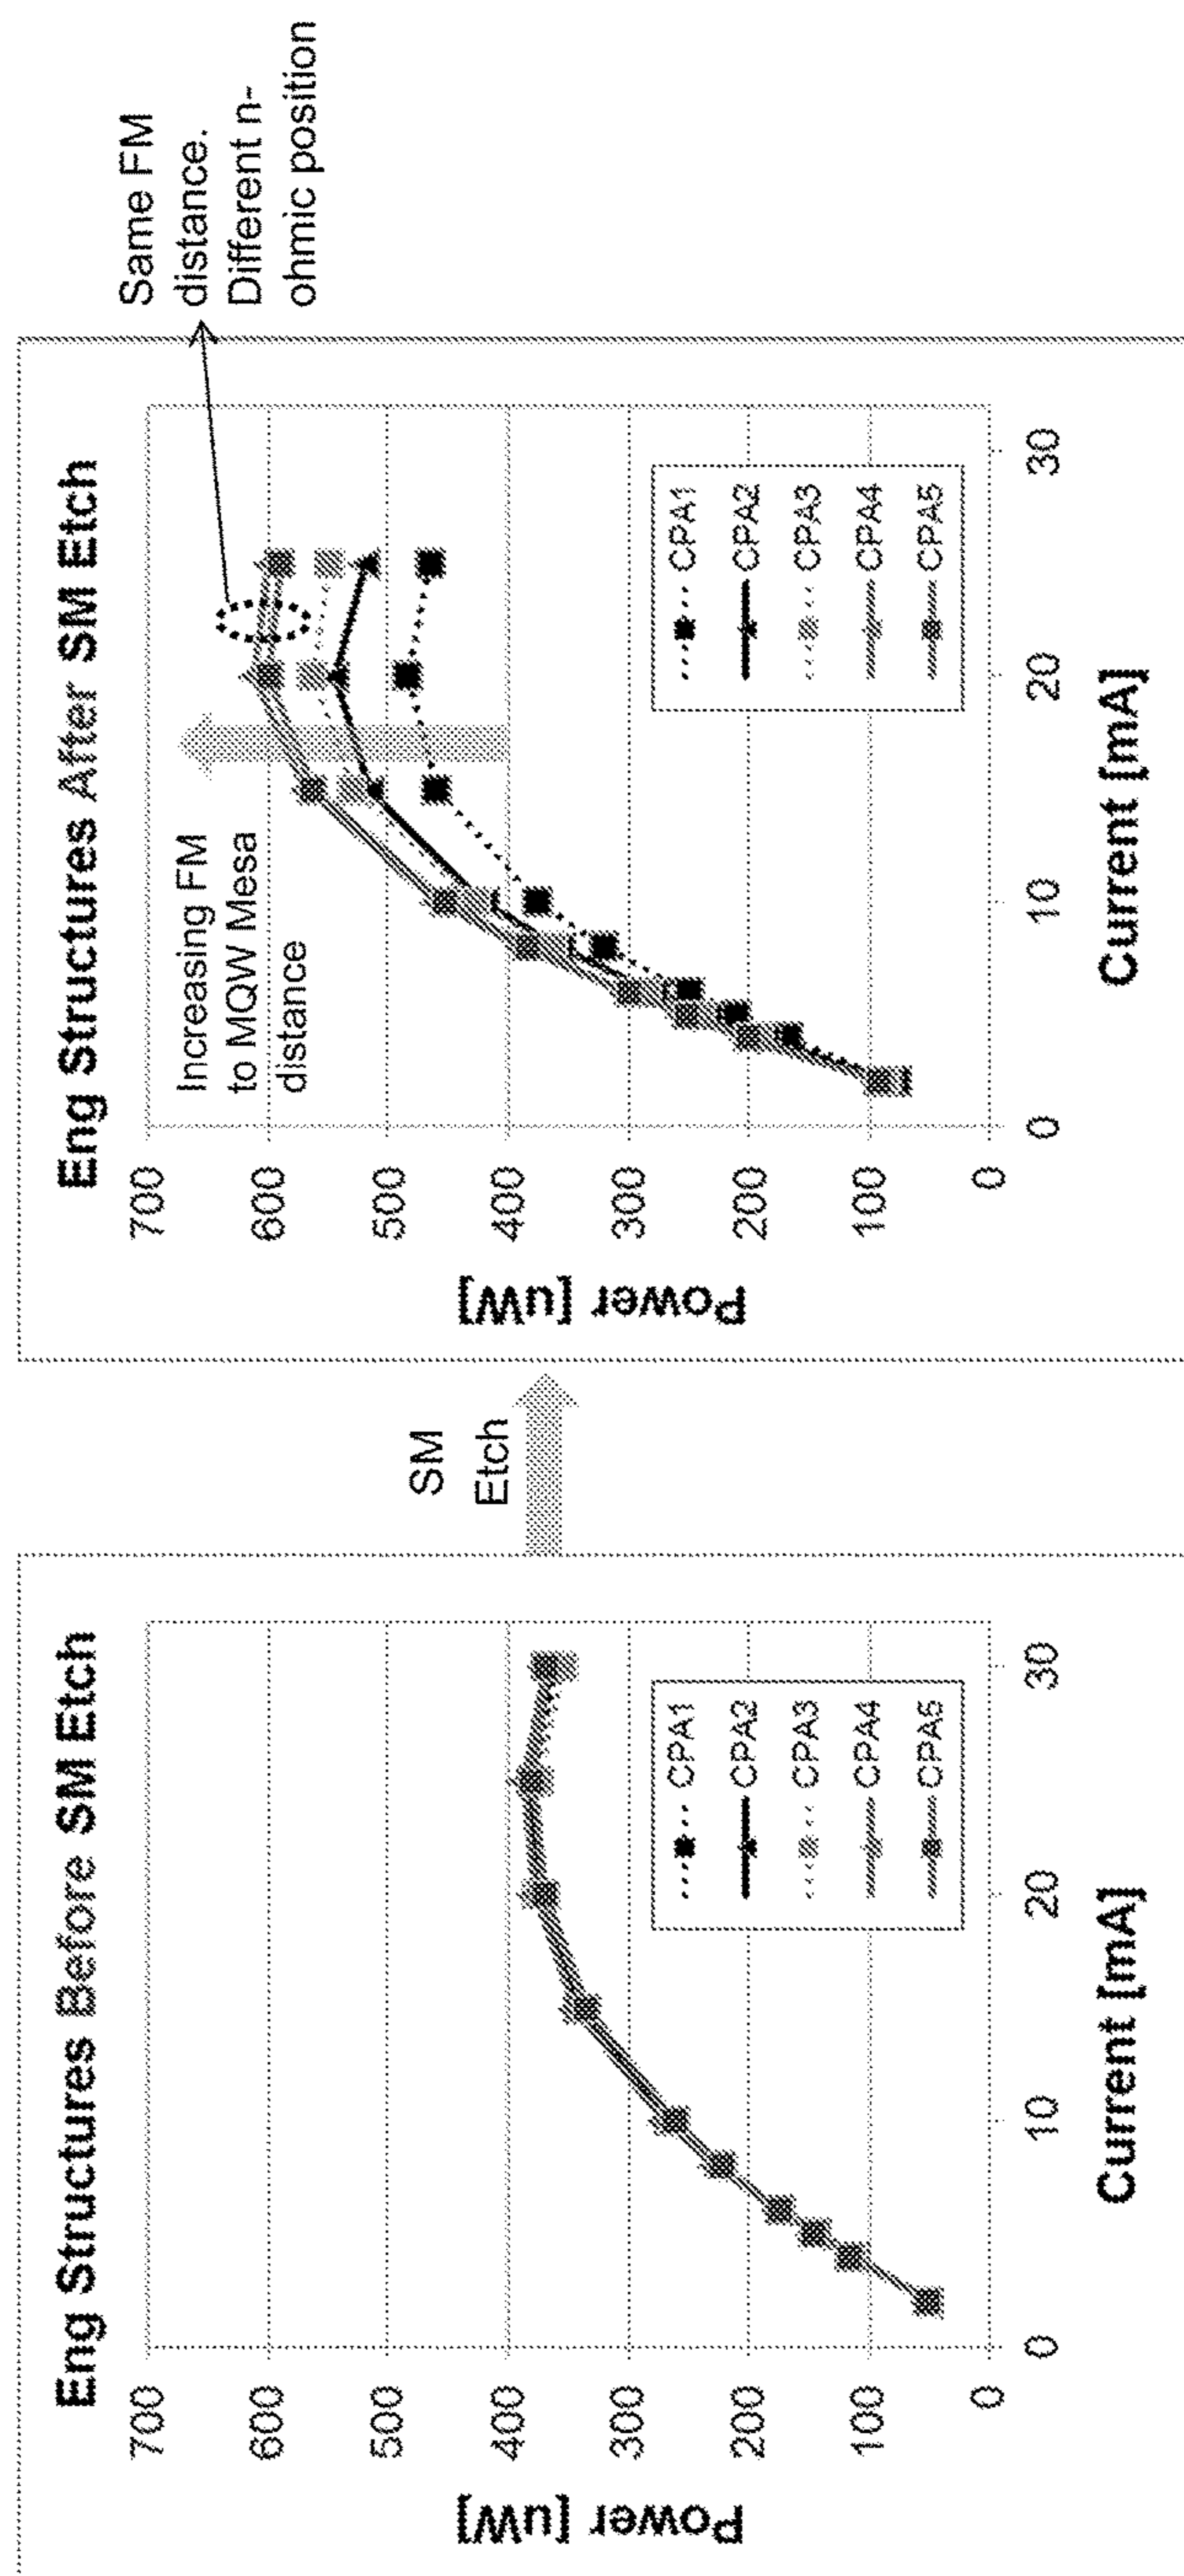 Eng Structures Before SM Etch
Power [uW]
700
600
500
400
300
200
100
0
0
10
20
30
Current [mA]
CPA1
CPA2
CPA3
CPA4
CPA5
SM
Etch
Eng Structures After SM Etch
Power [uW]
700
600
500
400
300
200
100
0
0
10
20
30
Current [mA]
Increasing FM
to MQW Mesa
distance
CPA1
CPA2
CPA3
CPA4
CPA5
Same FM
distance.
Different n-
ohmic position